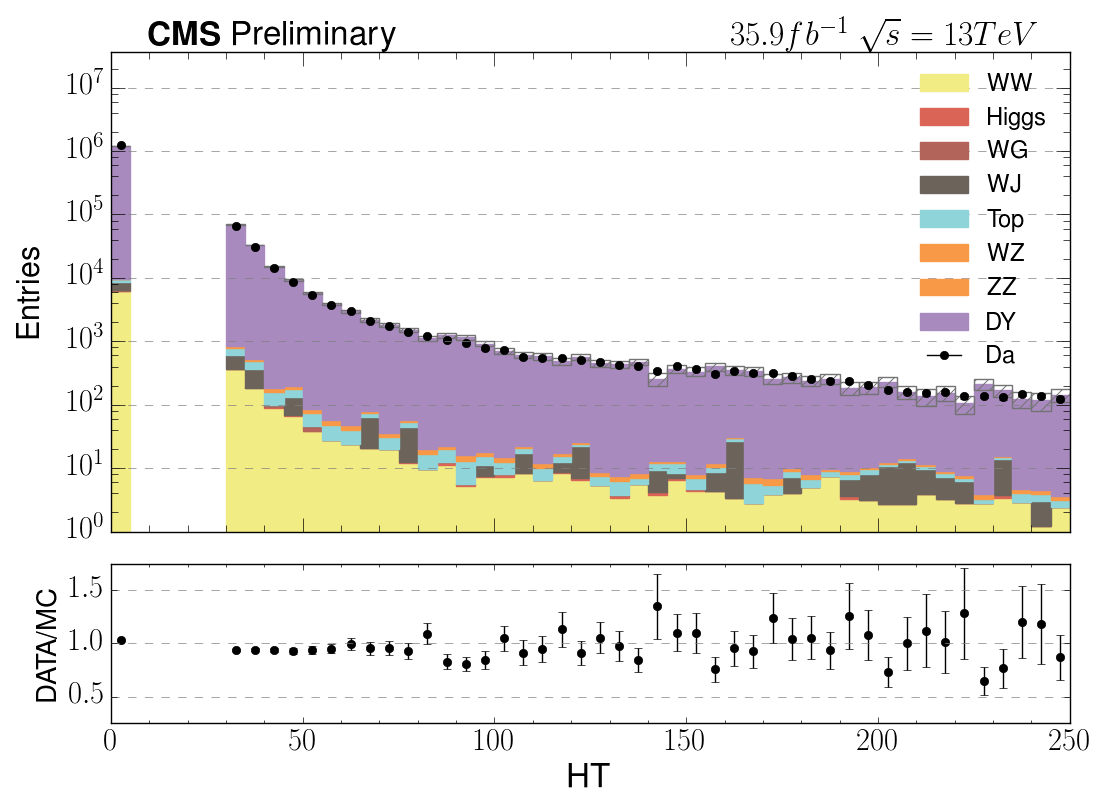 CMS Preliminary 35.9fb⁻¹ √s = 13TeV
Entries
10⁷
10⁶
10⁵
10⁴
10³
10²
10¹
10⁰
WW
Higgs
WG
WJ
Top
WZ
ZZ
DY
Da
DATA/MC
1.5
1.0
0.5
0 50 100 150 200 250
HT